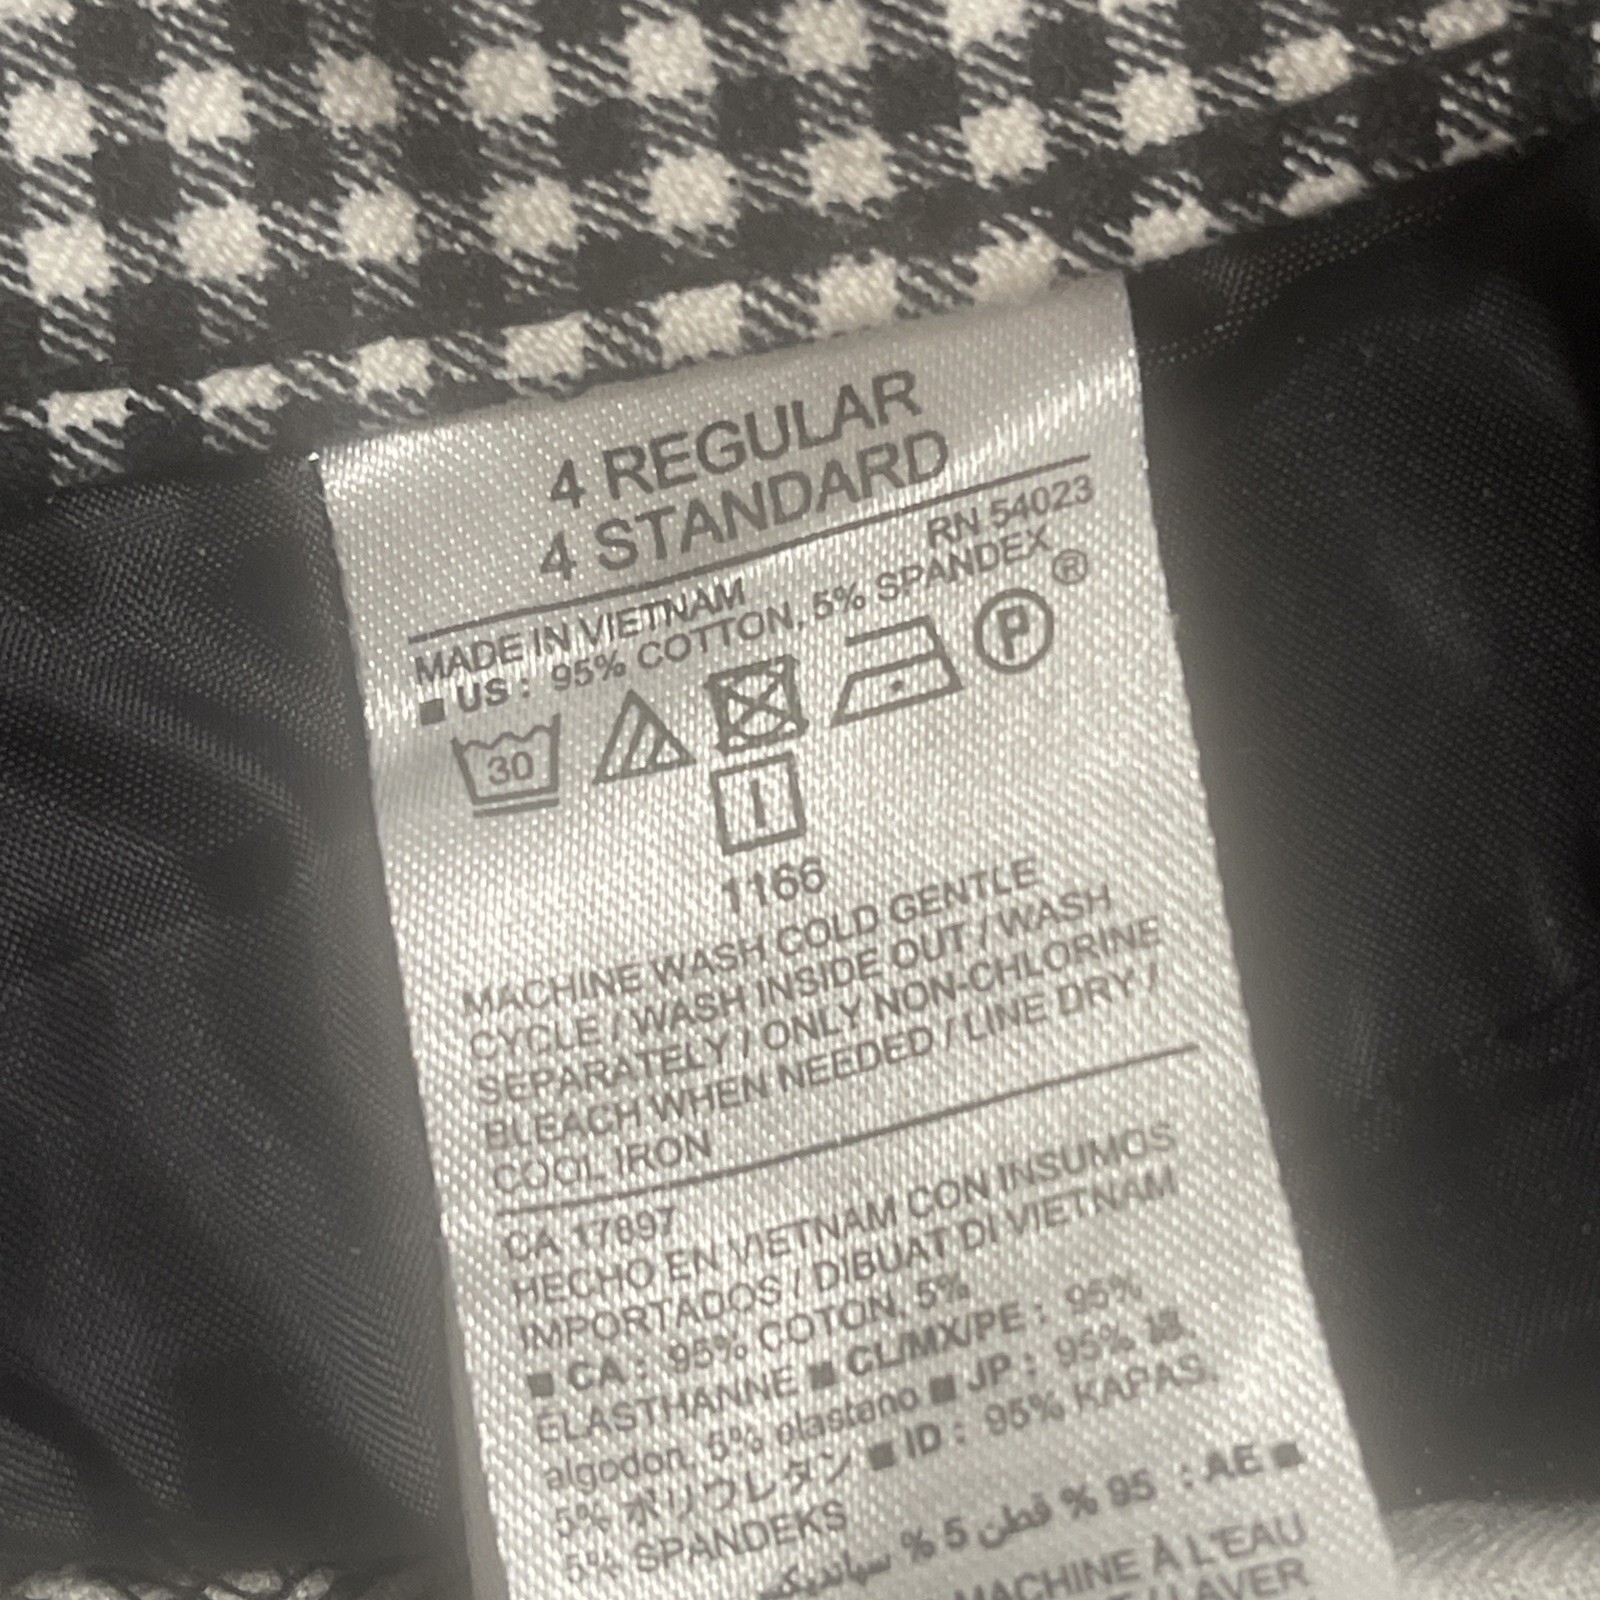 4 REGULAR
4 STANDARD
RN 54023
MADE IN VIETNAM
■ US : 95% COTTON, 5% SPANDEX
®
30
P
1166
MACHINE WASH COLD GENTLE
CYCLE / WASH INSIDE OUT / WASH
SEPARATELY / ONLY NON-CHLORINE
BLEACH WHEN NEEDED / LINE DRY /
COOL IRON
CA 17897
HECHO EN VIETNAM CON INSUMOS
IMPORTADOS / DIBUAT DI VIETNAM
■ CA : 95% COTON, 5%
ÉLASTHANNE ■ CL/MX/PE : 95%
algodon, 5% elastano ■ JP : 95% 綿
5% ポリウレタン ■ ID : 95% KAPAS,
5% SPANDEKS
■ AE : 95 % قطن 5 % سباندكس
MACHINE À L'EAU
LAVER